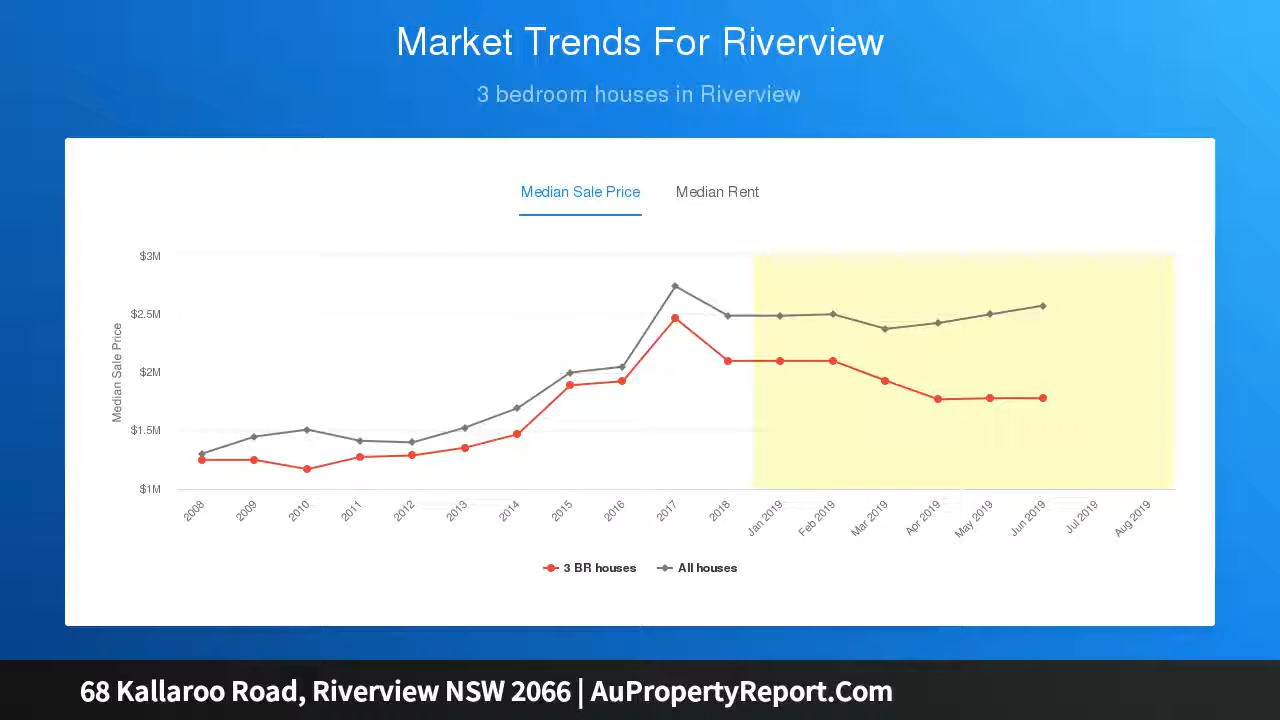 Market Trends For Riverview
3 bedroom houses in Riverview
Median Sale Price
Median Rent
Median Sale Price
$3M
$2.5M
$2M
$1.5M
$1M
2008
2009
2010
2011
2012
2013
2014
2015
2016
2017
2018
Jan 2019
Feb 2019
Mar 2019
Apr 2019
May 2019
Jun 2019
Jul 2019
Aug 2019
3 BR houses
All houses
68 Kallaroo Road, Riverview NSW 2066 | AuPropertyReport.Com